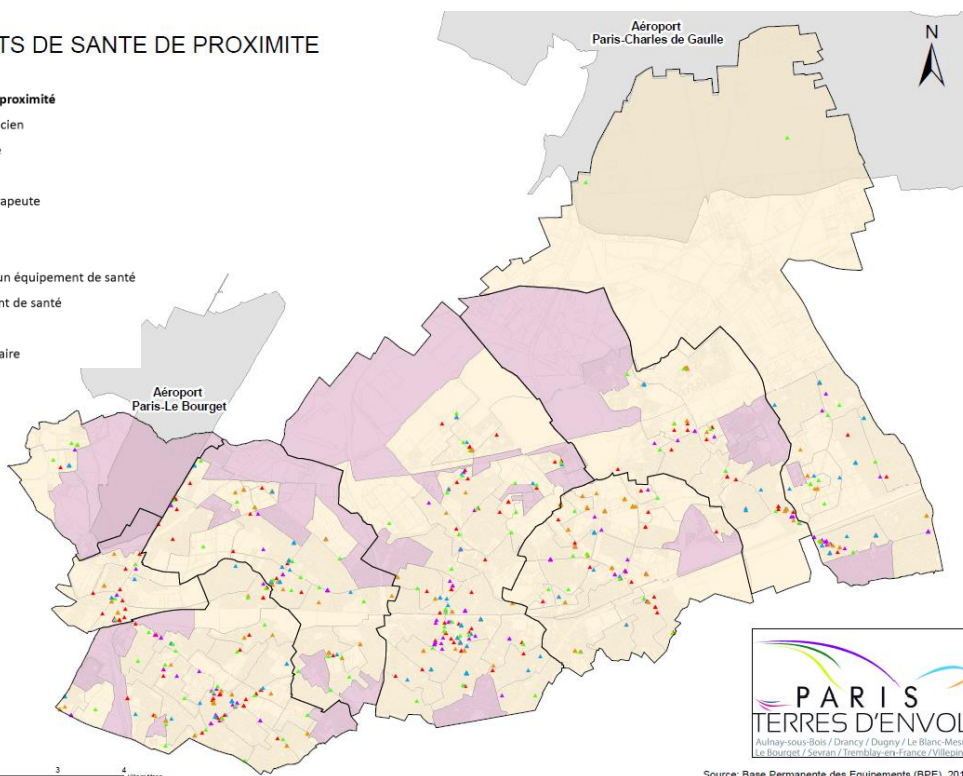 TS DE SANTE DE PROXIMITE
proximité
cien
rapeute
un équipement de santé
nt de santé
aire
Aéroport
Paris-Charles de Gaulle
N
Aéroport
Paris-Le Bourget
3 4
PARIS
TERRES D'ENVOL
Aulnay-sous-Bois / Drancy / Dugny / Le Blanc-Mesn
Le Bourget / Sevran / Tremblay-en-France / Villepin
Source: Base Permanente des Equipements (BPE), 201